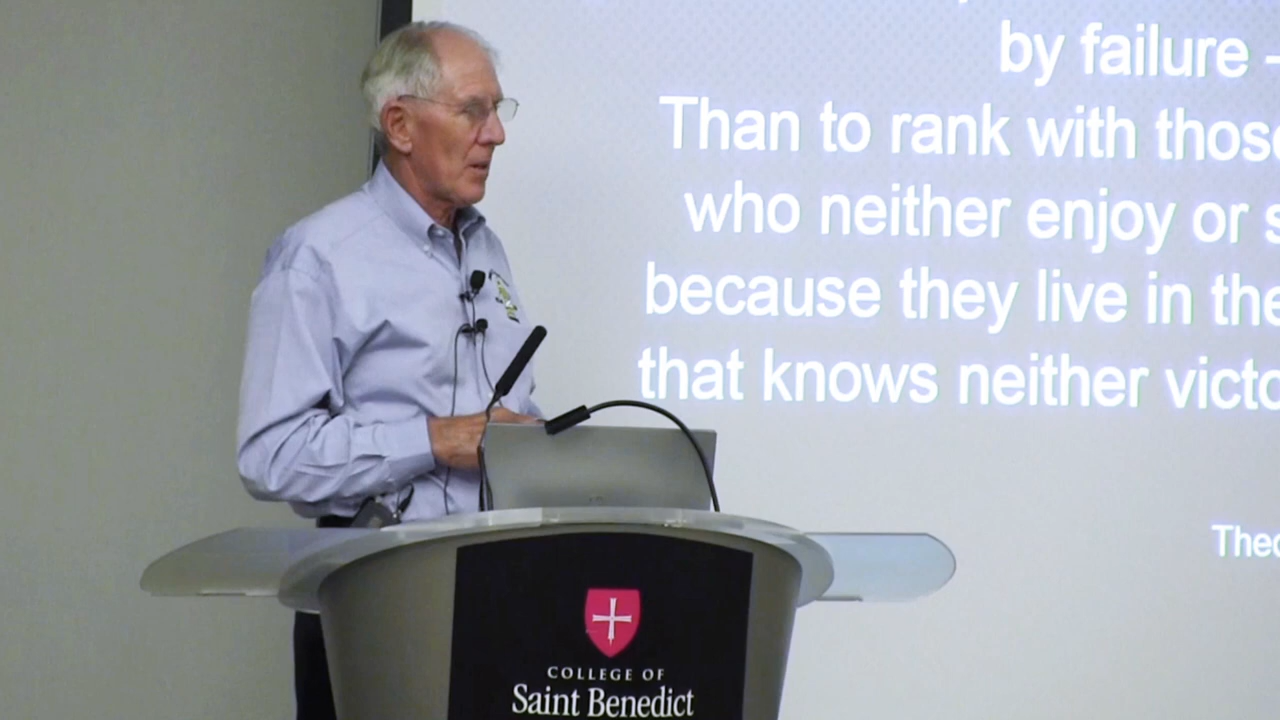 by failure -
Than to rank with those
who neither enjoy or s
because they live in the
that knows neither victo
Theo
COLLEGE OF
Saint Benedict